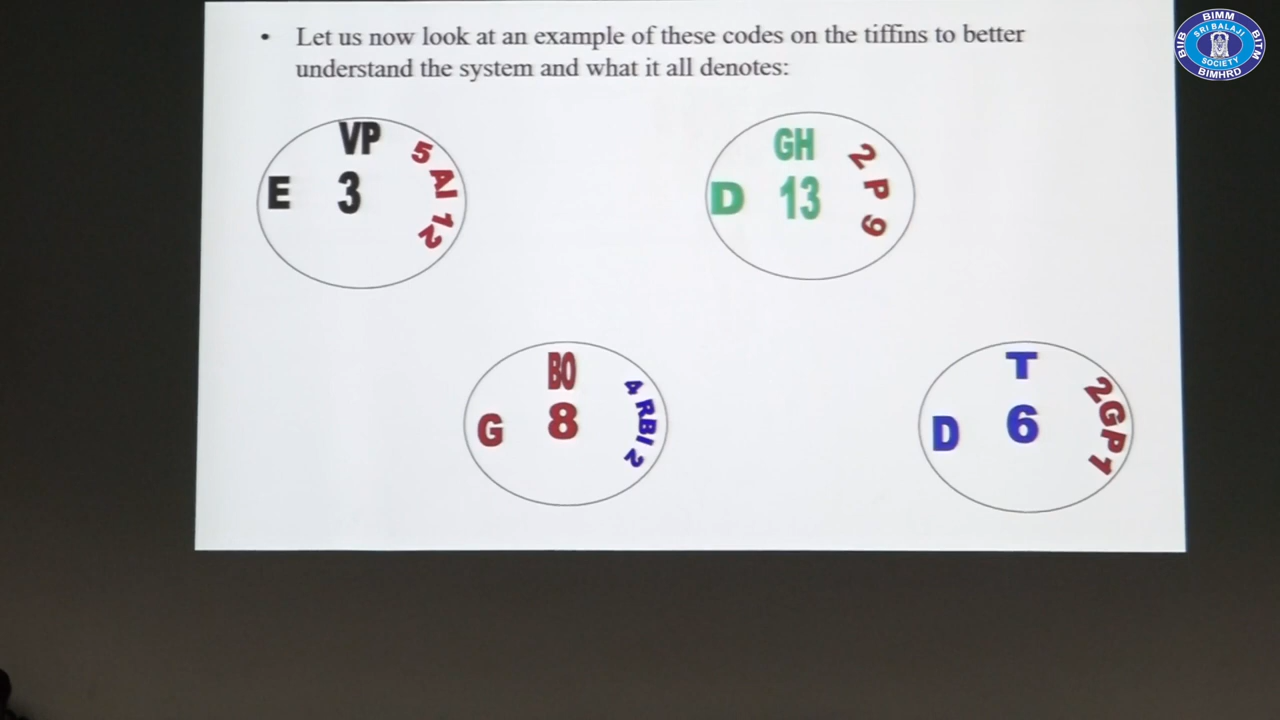 • Let us now look at an example of these codes on the tiffins to better
understand the system and what it all denotes:
VP
E 3
5 AI 12
GH
D 13
2 P 9
BO
G 8
4 RBI 2
T
D 6
2GP1
BIMM
BIIB
BITM
BIMHRD
SRI BALAJI
SOCIETY